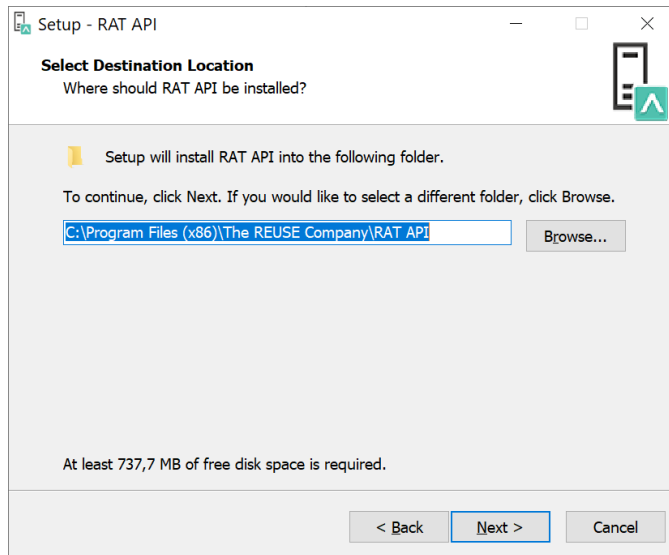 Setup - RAT API
Select Destination Location
Where should RAT API be installed?
Setup will install RAT API into the following folder.
To continue, click Next. If you would like to select a different folder, click Browse.
C:\Program Files (x86)\The REUSE Company\RAT API
Browse...
At least 737,7 MB of free disk space is required.
< Back
Next >
Cancel